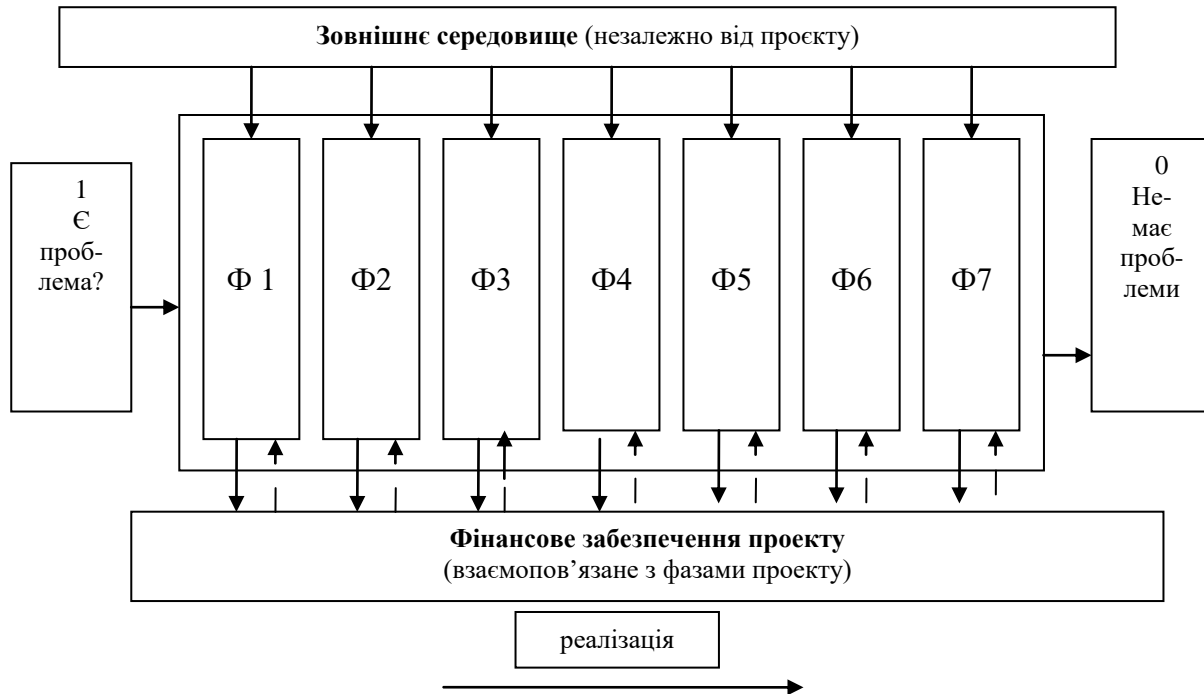 Зовнішнє середовище (незалежно від проєкту)
1
Є
проб-
лема?
Ф 1
Ф2
Ф3
Ф4
Ф5
Ф6
Ф7
0
Не-
має
проб-
леми
Фінансове забезпечення проекту
(взаємопов’язане з фазами проекту)
реалізація